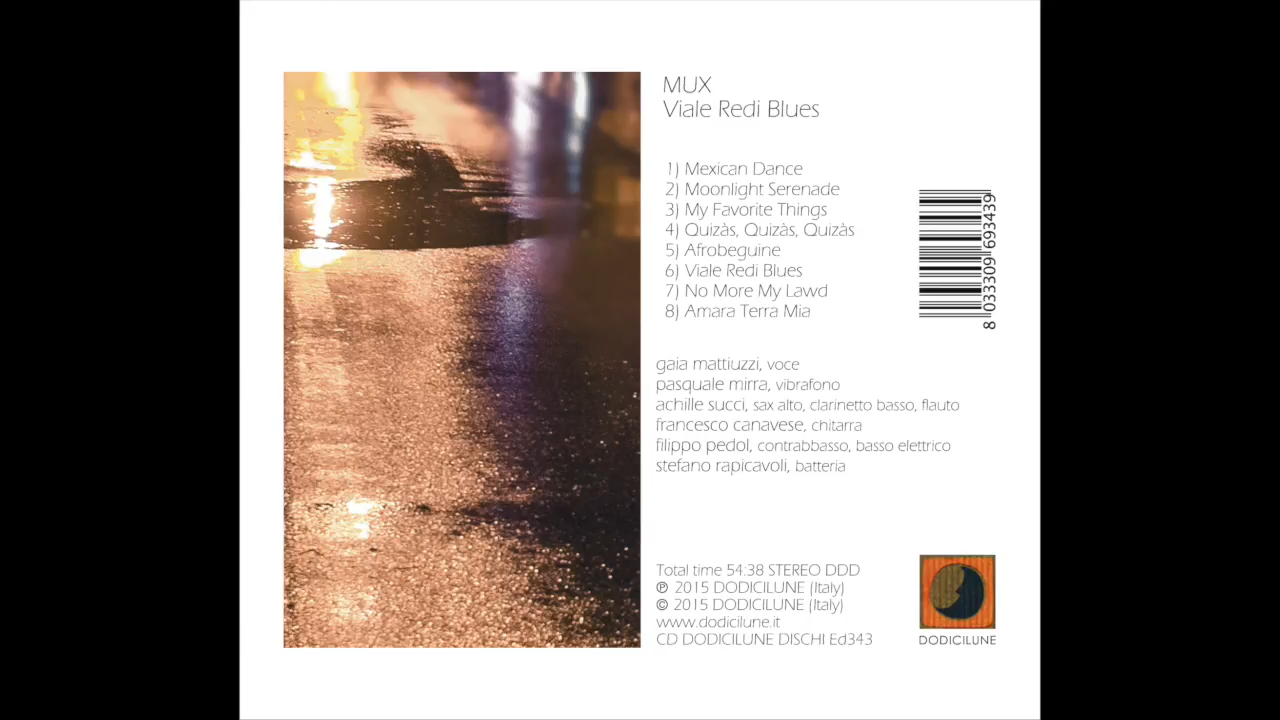 MUX
Viale Redi Blues
1) Mexican Dance
2) Moonlight Serenade
3) My Favorite Things
4) Quizàs, Quizàs, Quizàs
5) Afrobeguine
6) Viale Redi Blues
7) No More My Lawd
8) Amara Terra Mia
8 033309 693439
gaia mattiuzzi, voce
pasquale mirra, vibrafono
achille succi, sax alto, clarinetto basso, flauto
francesco canavese, chitarra
filippo pedol, contrabbasso, basso elettrico
stefano rapicavoli, batteria
Total time 54:38 STEREO DDD
℗ 2015 DODICILUNE (Italy)
© 2015 DODICILUNE (Italy)
www.dodicilune.it
CD DODICILUNE DISCHI Ed343
DODICILUNE